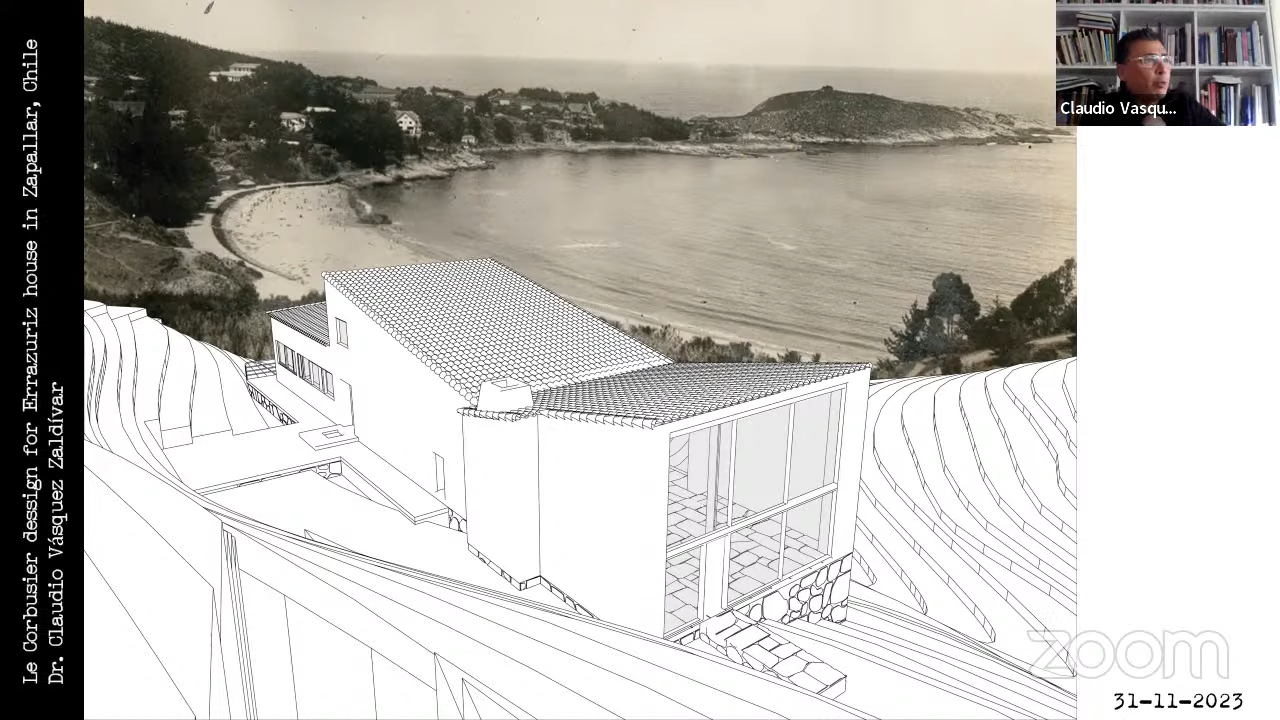 Le Corbusier dessign for Errazuriz house in Zapallar, Chile
Dr. Claudio Vásquez Zaldívar
Claudio Vasqu...
zoom
31-11-2023